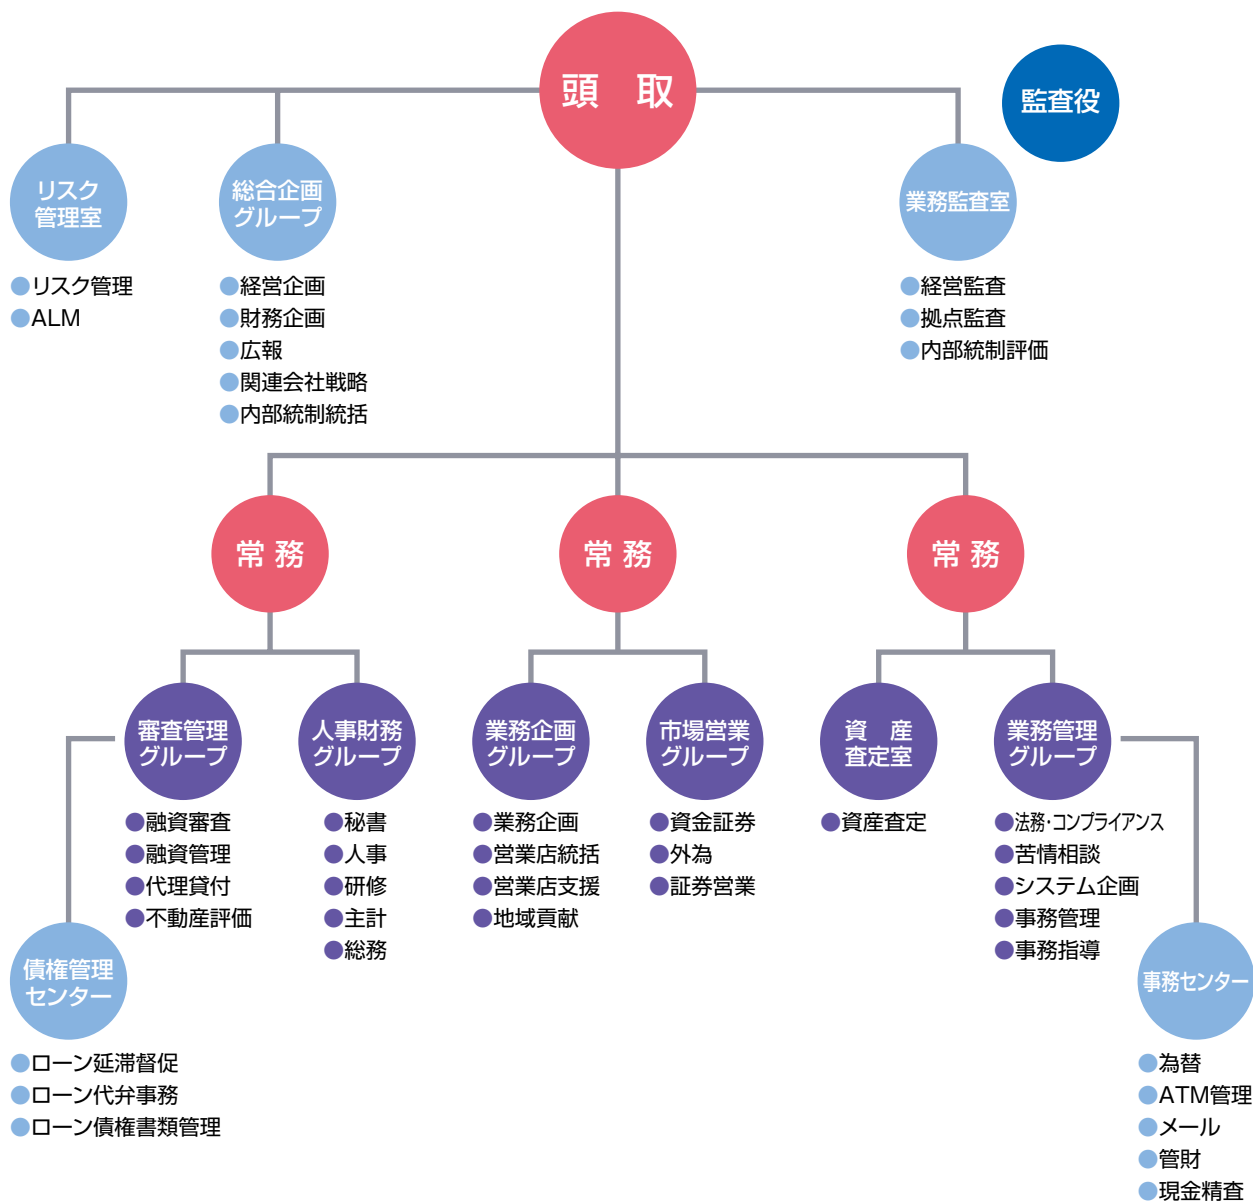 頭 取
監査役
リスク
管理室
●リスク管理
●ALM
総合企画
グループ
●経営企画
●財務企画
●広報
●関連会社戦略
●内部統制統括
業務監査室
●経営監査
●拠点監査
●内部統制評価
常 務
常 務
常 務
審査管理
グループ
●融資審査
●融資管理
●代理貸付
●不動産評価
人事財務
グループ
●秘書
●人事
●研修
●主計
●総務
業務企画
グループ
●業務企画
●営業店統括
●営業店支援
●地域貢献
市場営業
グループ
●資金証券
●外為
●証券営業
資 産
査定室
●資産査定
業務管理
グループ
●法務・コンプライアンス
●苦情相談
●システム企画
●事務管理
●事務指導
債権管理
センター
●ローン延滞督促
●ローン代弁事務
●ローン債権書類管理
事務センター
●為替
●ATM管理
●メール
●管財
●現金精査